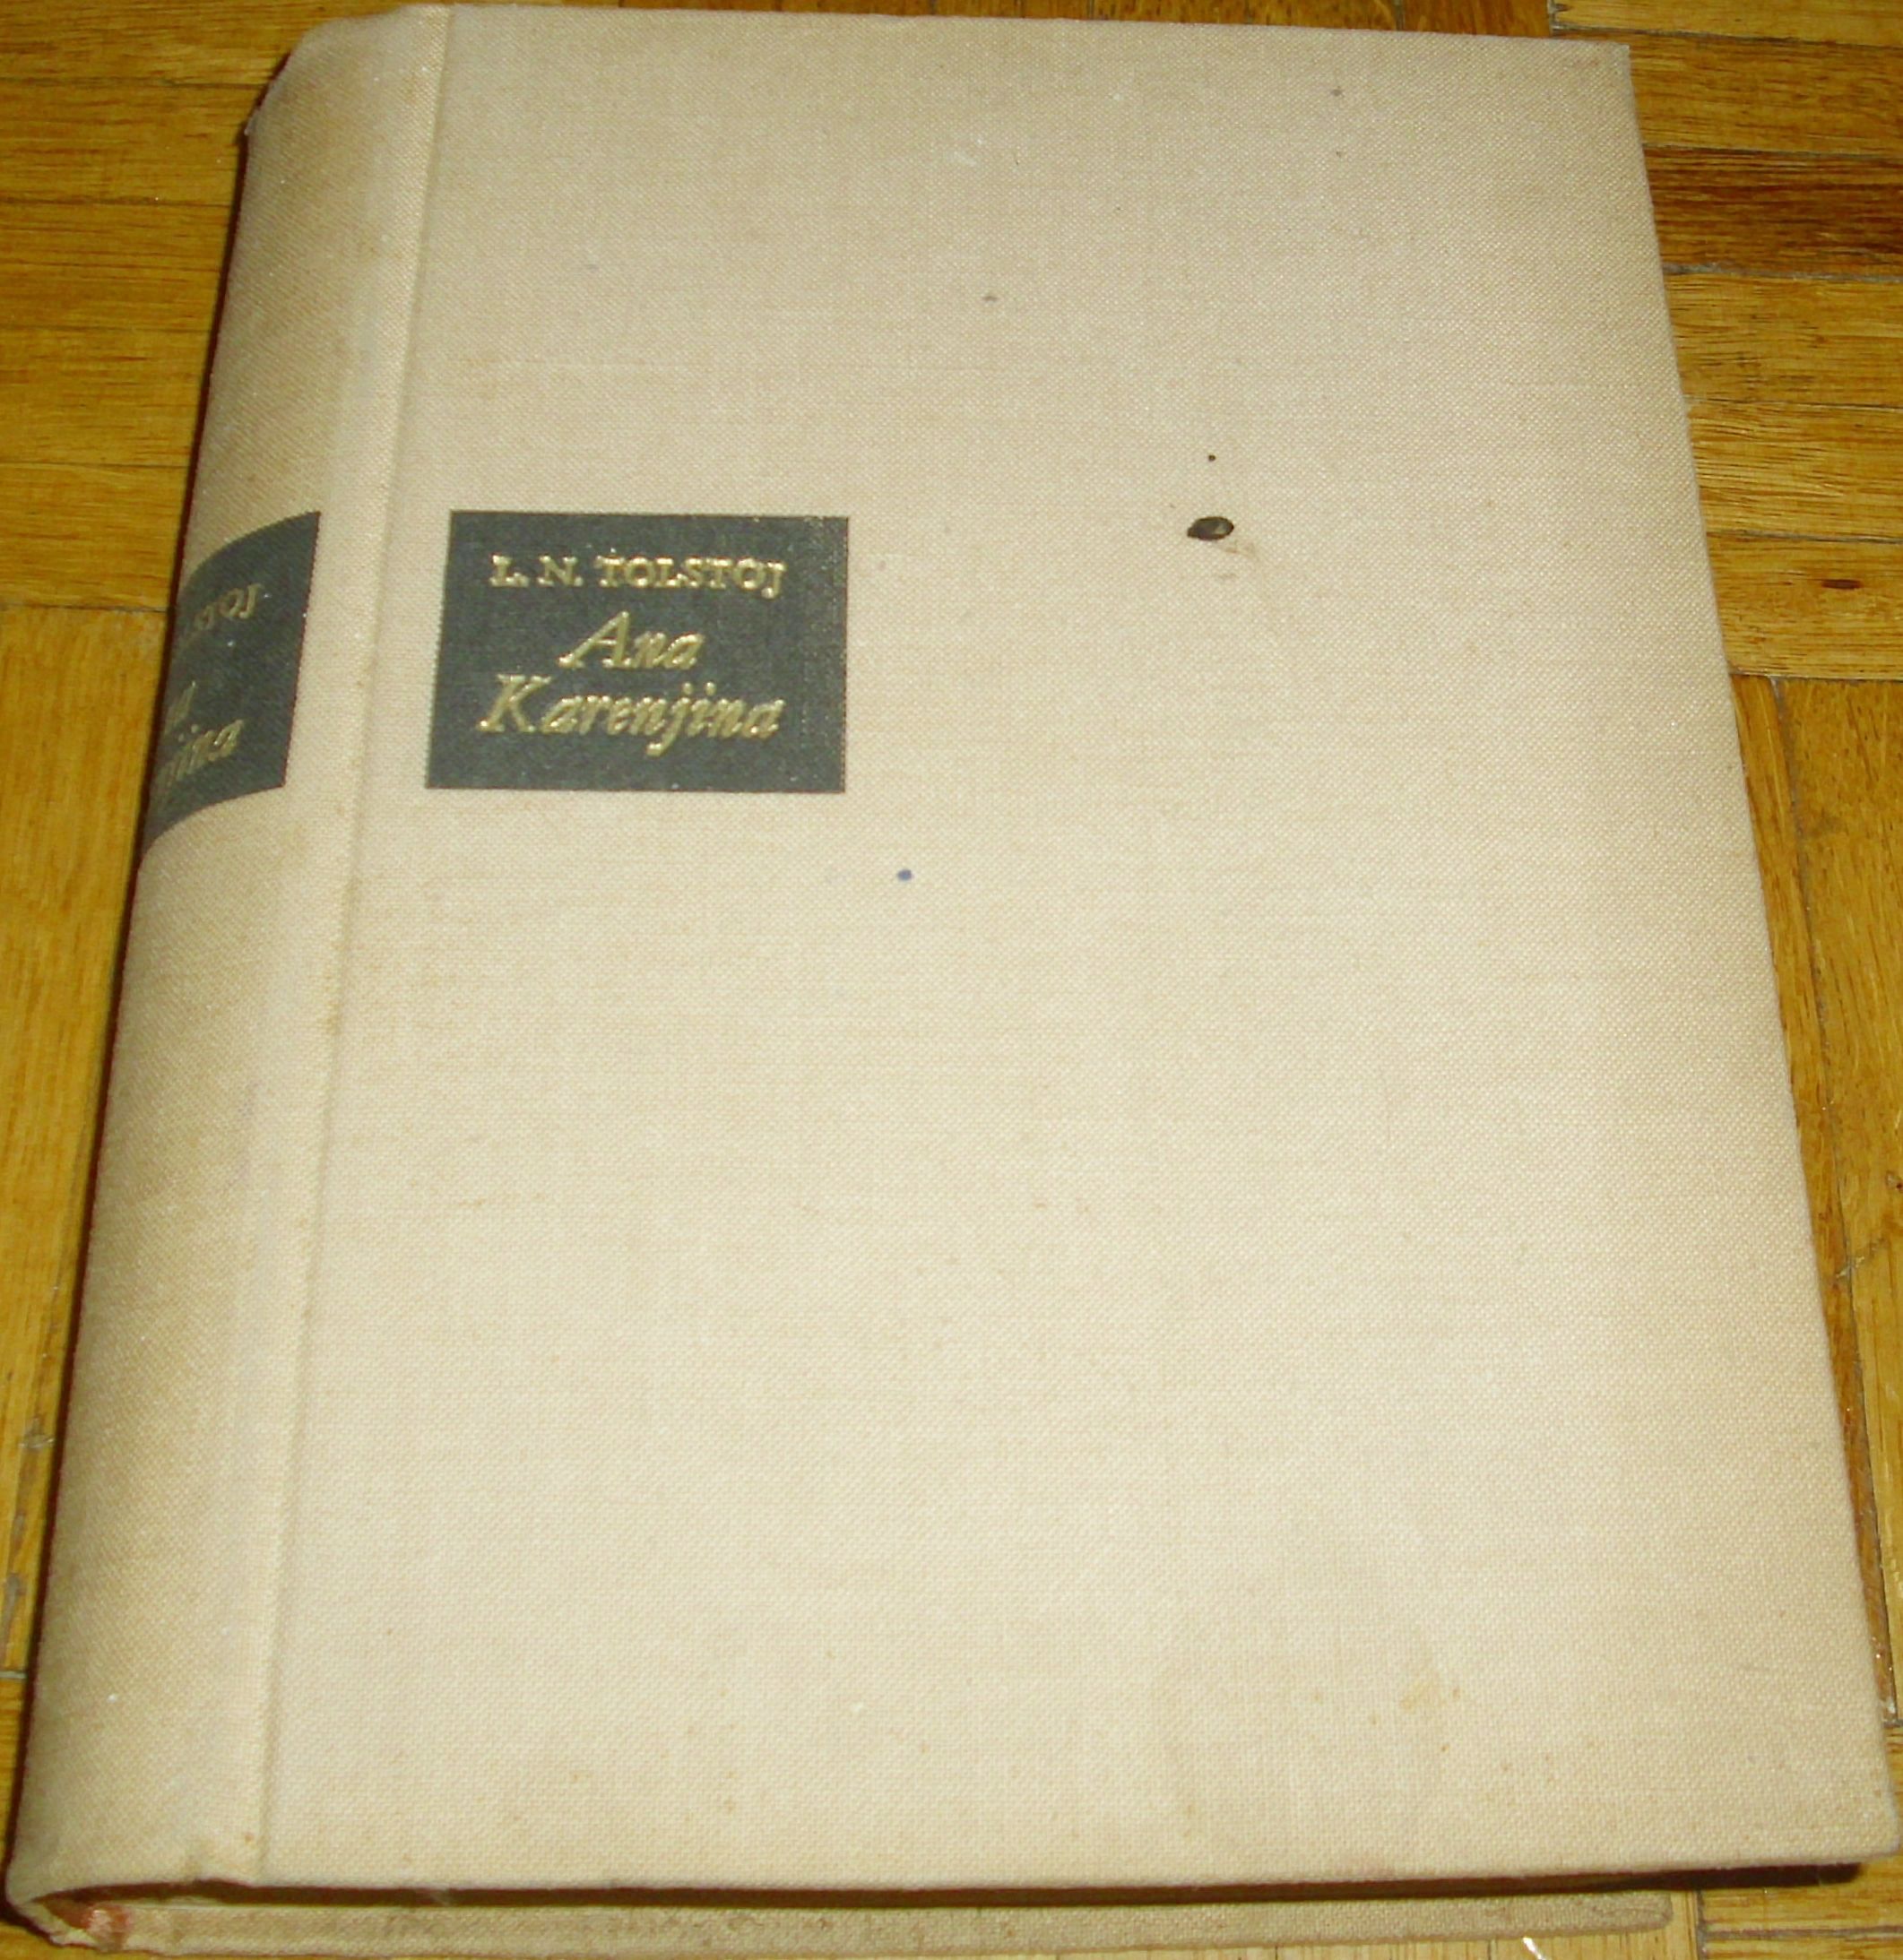 L. N. TOLSTOJ
Ana
Karenjina